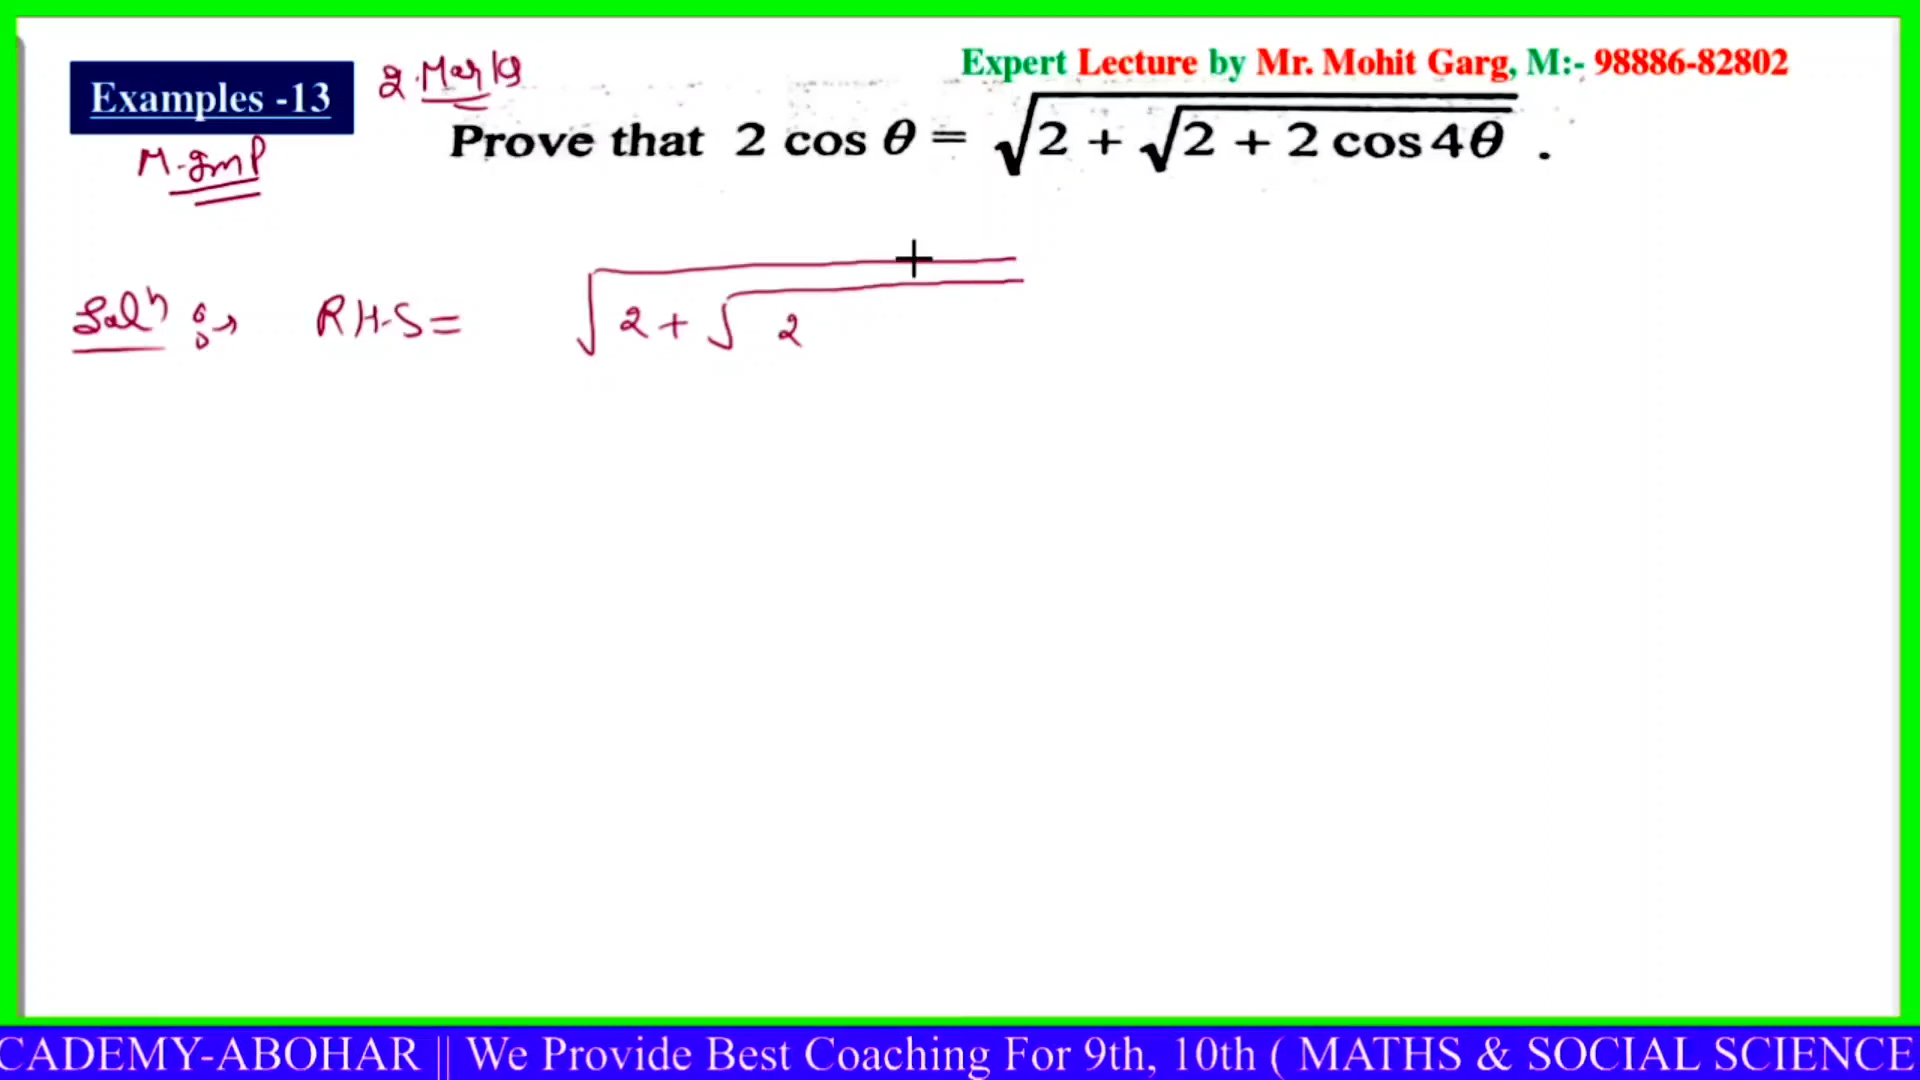 Expert Lecture by Mr. Mohit Garg, M:- 98886-82802
Examples -13
2 Marks
M-Imp
Prove that 2 cos θ = √2 + √2 + 2 cos 4θ .
Solⁿ :→ R.H.S = √2 + √2
CADEMY-ABOHAR || We Provide Best Coaching For 9th, 10th ( MATHS & SOCIAL SCIENCE